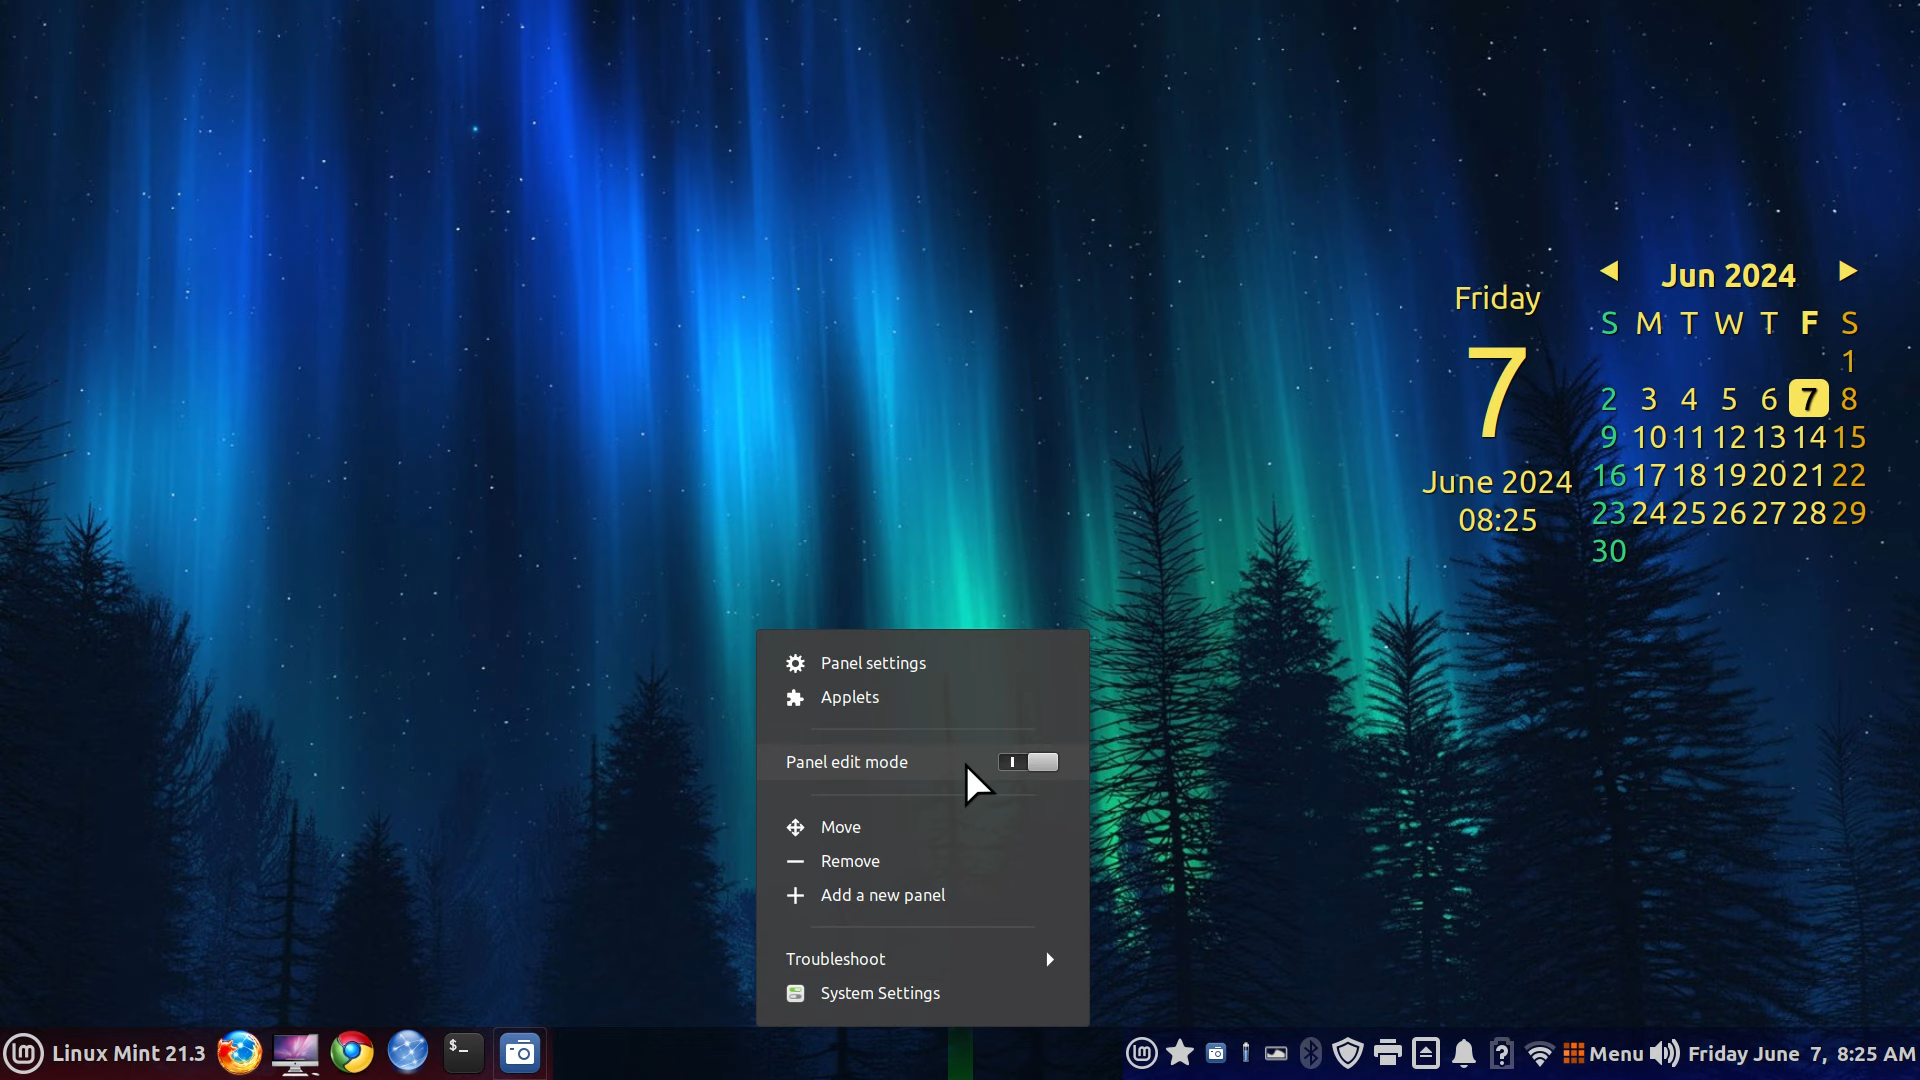 Friday
7
June 2024
08:25
Jun 2024
S M T W T F S
1
2 3 4 5 6 7 8
9 10 11 12 13 14 15
16 17 18 19 20 21 22
23 24 25 26 27 28 29
30
Panel settings
Applets
Panel edit mode
Move
Remove
Add a new panel
Troubleshoot
System Settings
Linux Mint 21.3
$_
Menu
Friday June 7, 8:25 AM